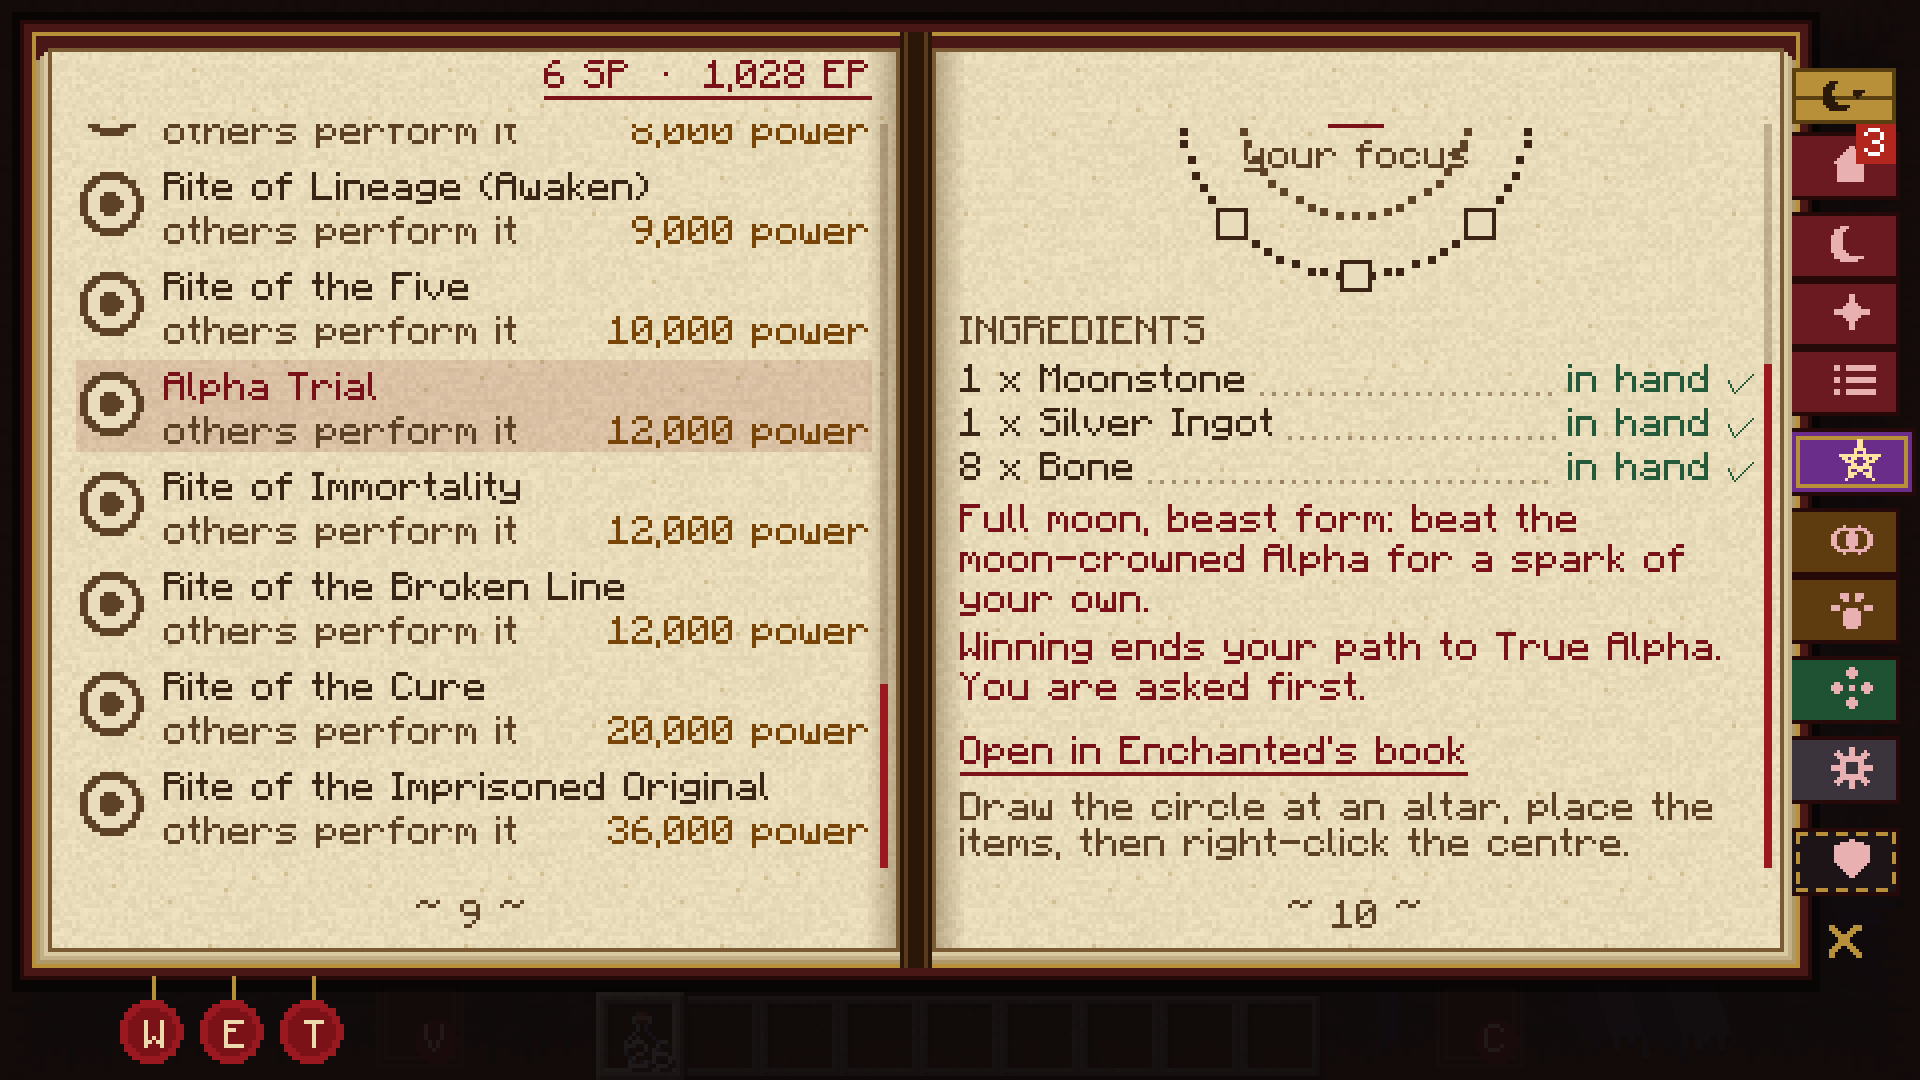 6 SP · 1,028 EP
others perform it 8,000 power
Rite of Lineage (Awaken)
others perform it 9,000 power
Rite of the Five
others perform it 10,000 power
Alpha Trial
others perform it 12,000 power
Rite of Immortality
others perform it 12,000 power
Rite of the Broken Line
others perform it 12,000 power
Rite of the Cure
others perform it 20,000 power
Rite of the Imprisoned Original
others perform it 36,000 power
~ 9 ~
your focus
INGREDIENTS
1 x Moonstone in hand ✓
1 x Silver Ingot in hand ✓
8 x Bone in hand ✓
Full moon, beast form: beat the
moon-crowned Alpha for a spark of
your own.
Winning ends your path to True Alpha.
You are asked first.
Open in Enchanted's book
Draw the circle at an altar, place the
items, then right-click the centre.
~ 10 ~
3
W E T
V
26
C